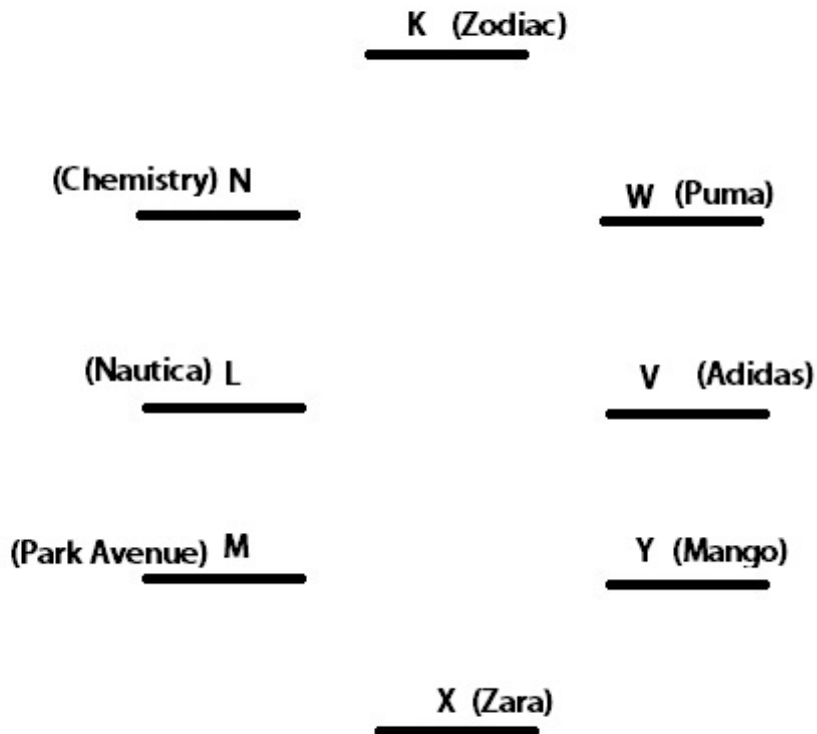 K (Zodiac)
(Chemistry) N
W (Puma)
(Nautica) L
V (Adidas)
(Park Avenue) M
Y (Mango)
X (Zara)